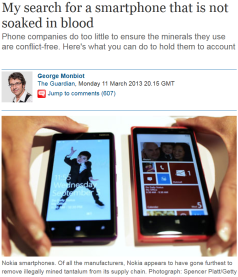 My search for a smartphone that is not
soaked in blood
Phone companies do too little to ensure the minerals they use
are conflict-free. Here's what you can do to hold them to account
George Monbiot
The Guardian, Monday 11 March 2013 20.15 GMT
Jump to comments (607)
Nokia smartphones. Of all the manufacturers, Nokia appears to have gone furthest to
remove illegally mined tantalum from its supply chain. Photograph: Spencer Platt/Getty